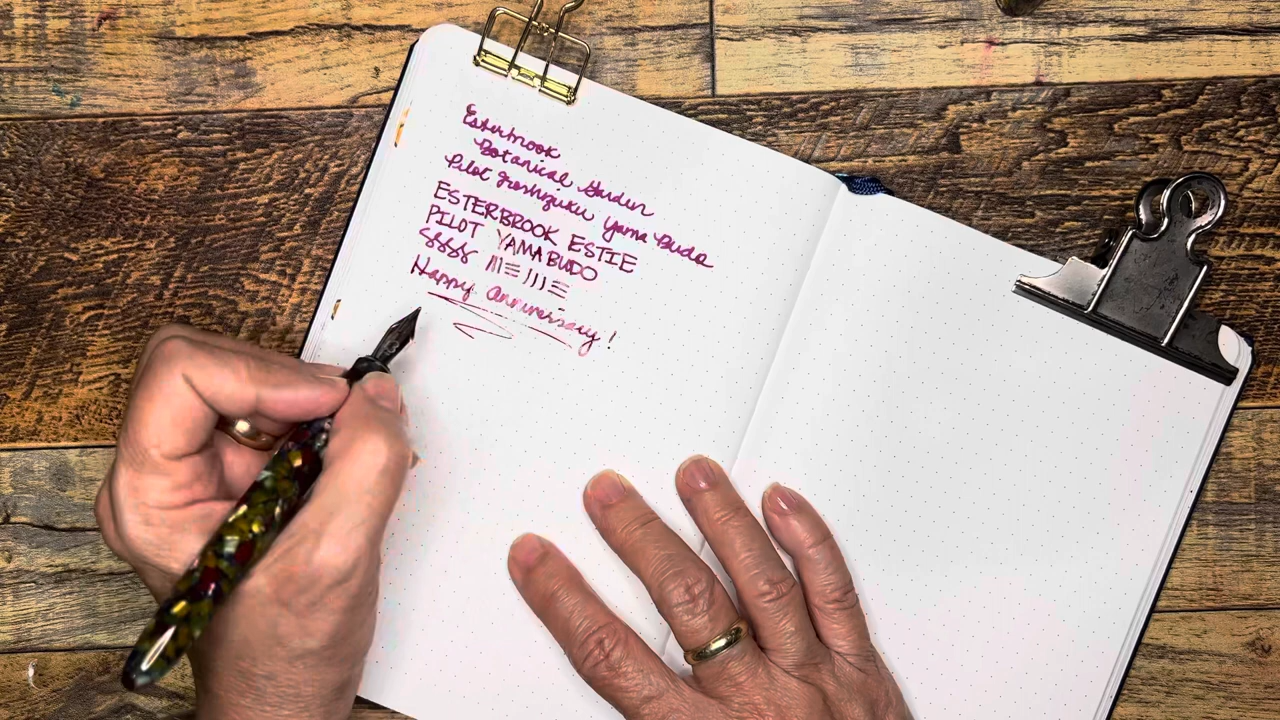 Esterbrook
Botanical Garden
Pilot Iroshizuku Yama Budo
ESTERBROOK ESTIE
PILOT YAMABUDO
Happy Anniversary!